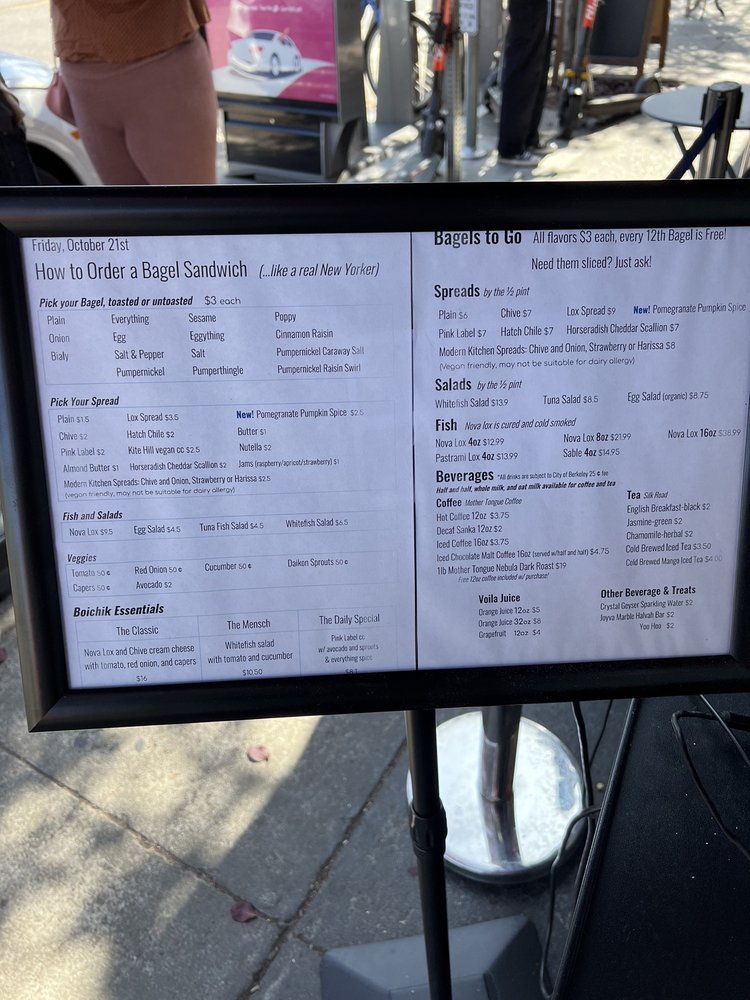 Friday, October 21st
How to Order a Bagel Sandwich (...like a real New Yorker)
Pick your Bagel, toasted or untoasted $3 each
Plain Everything Sesame Poppy
Onion Egg Eggything Cinnamon Raisin
Bialy Salt & Pepper Salt Pumpernickel Caraway Salt
Pumpernickel Pumperthingle Pumpernickel Raisin Swirl
Pick Your Spread
Plain $1.5 Lox Spread $3.5 New! Pomegranate Pumpkin Spice $2.5
Chive $2 Hatch Chile $2 Butter $1
Pink Label $2 Kite Hill vegan cc $2.5 Nutella $2
Almond Butter $1 Horseradish Cheddar Scallion $2 Jams (raspberry/apricot/strawberry) $1
Modern Kitchen Spreads: Chive and Onion, Strawberry or Harissa $2.5
(vegan friendly, may not be suitable for dairy allergy)
Fish and Salads
Nova Lox $9.5 Egg Salad $4.5 Tuna Fish Salad $4.5 Whitefish Salad $6.5
Veggies
Tomato 50¢ Red Onion 50¢ Cucumber 50¢ Daikon Sprouts 50¢
Capers 50¢ Avocado $2
Boichik Essentials
The Classic The Mensch The Daily Special
Nova Lox and Chive cream cheese
with tomato, red onion, and capers
$16
Whitefish salad
with tomato and cucumber
$10.50
Pink Label cc
w/ avocado and sprouts
& everything spice
Bagels to Go All flavors $3 each, every 12th Bagel is Free!
Need them sliced? Just ask!
Spreads by the ½ pint
Plain $6 Chive $7 Lox Spread $9 New! Pomegranate Pumpkin Spice
Pink Label $7 Hatch Chile $7 Horseradish Cheddar Scallion $7
Modern Kitchen Spreads: Chive and Onion, Strawberry or Harissa $8
(Vegan friendly, may not be suitable for dairy allergy)
Salads by the ½ pint
Whitefish Salad $13.9 Tuna Salad $8.5 Egg Salad (organic) $8.75
Fish Nova lox is cured and cold smoked
Nova Lox 4oz $12.99 Nova Lox 8oz $21.99 Nova Lox 16oz $38.99
Pastrami Lox 4oz $13.99 Sable 4oz $14.95
Beverages *All drinks are subject to City of Berkeley 25 ¢ fee
Half and half, whole milk, and oat milk available for coffee and tea
Coffee Mother Tongue Coffee
Hot Coffee 12oz $3.75
Decaf Sanka 12oz $2
Iced Coffee 16oz $3.75
Iced Chocolate Malt Coffee 16oz (served w/half and half) $4.75
1lb Mother Tongue Nebula Dark Roast $19
Free 12oz coffee included w/ purchase!
Tea Silk Road
English Breakfast-black $2
Jasmine-green $2
Chamomile-herbal $2
Cold Brewed Iced Tea $3.50
Cold Brewed Mango Iced Tea $4.00
Voila Juice
Orange Juice 12oz $5
Orange Juice 32oz $8
Grapefruit 12oz $4
Other Beverage & Treats
Crystal Geyser Sparkling Water $2
Joyva Marble Halvah Bar $2
Yoo Hoo $2